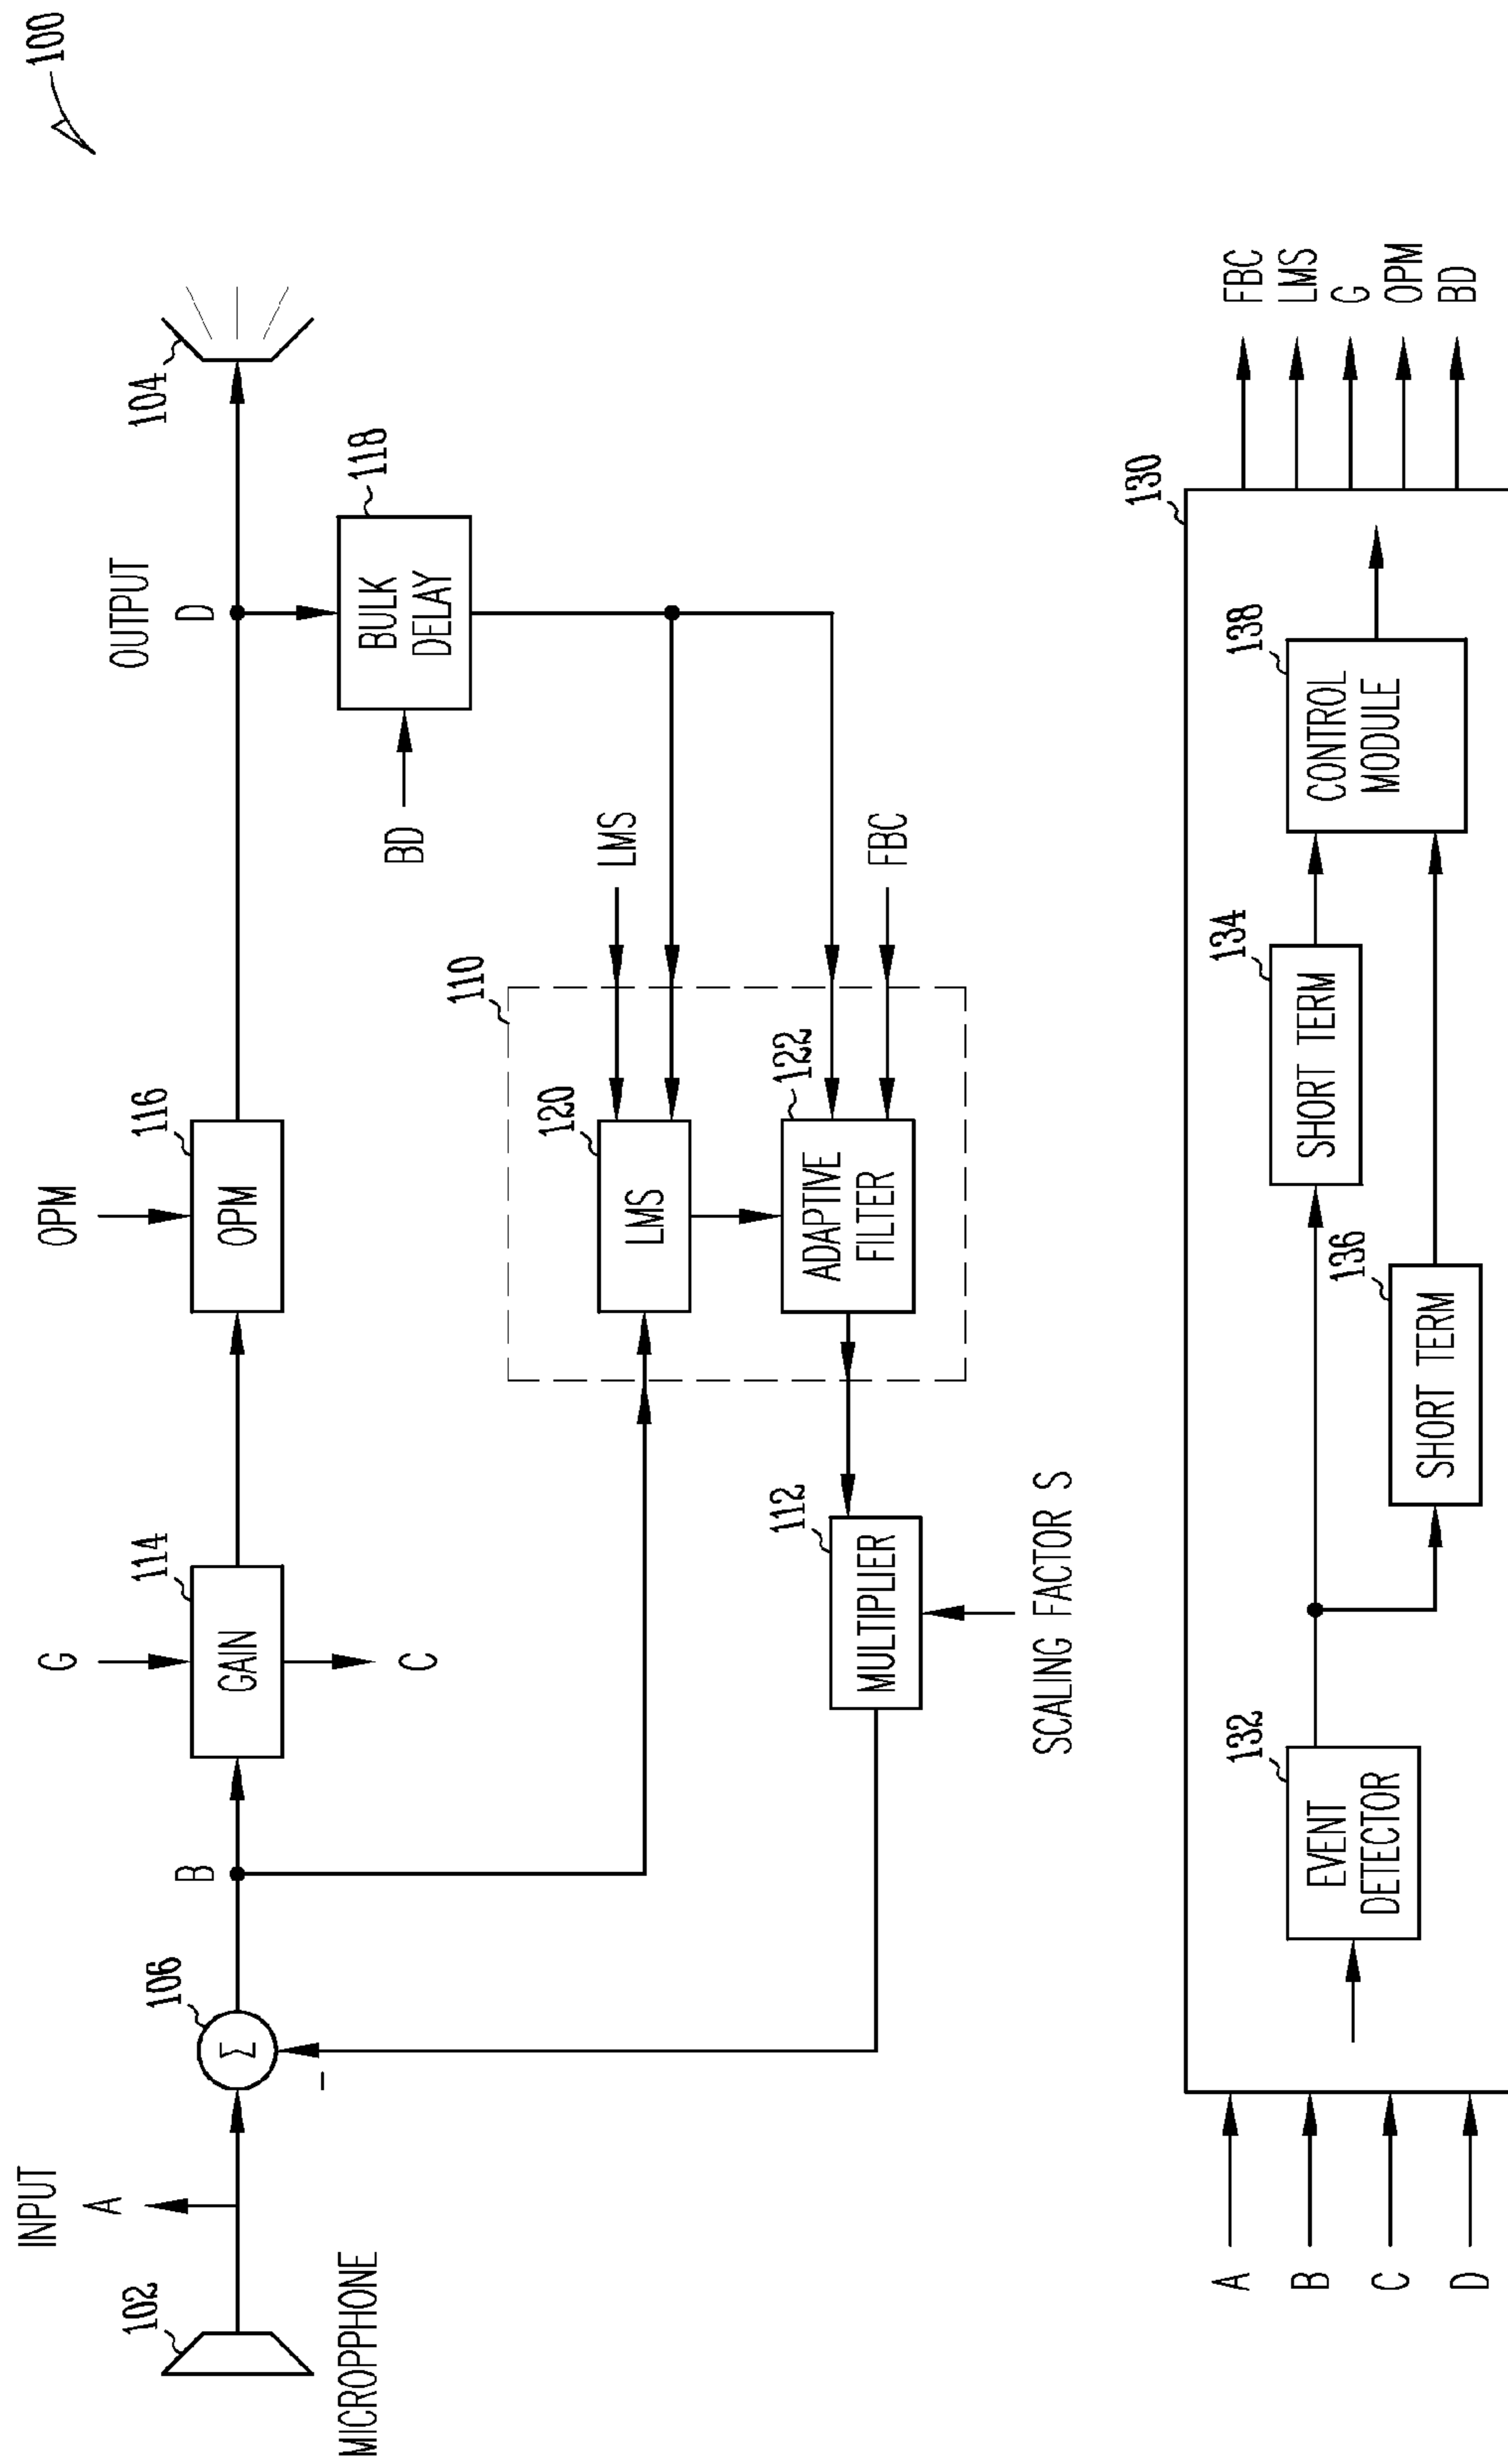 100
INPUT
A
102
MICROPPHONE
106
Σ
–
B
G
114
GAIN
C
OPM
116
OPM
OUTPUT
D
104
118
BULK
DELAY
BD
110
LMS
120
LMS
122
ADAPTIVE
FILTER
FBC
112
MULTIPLIER
SCALING FACTOR S
130
A
B
C
D
132
EVENT
DETECTOR
134
SHORT TERM
136
SHORT TERM
138
CONTROL
MODULE
FBC
LMS
G
OPM
BD